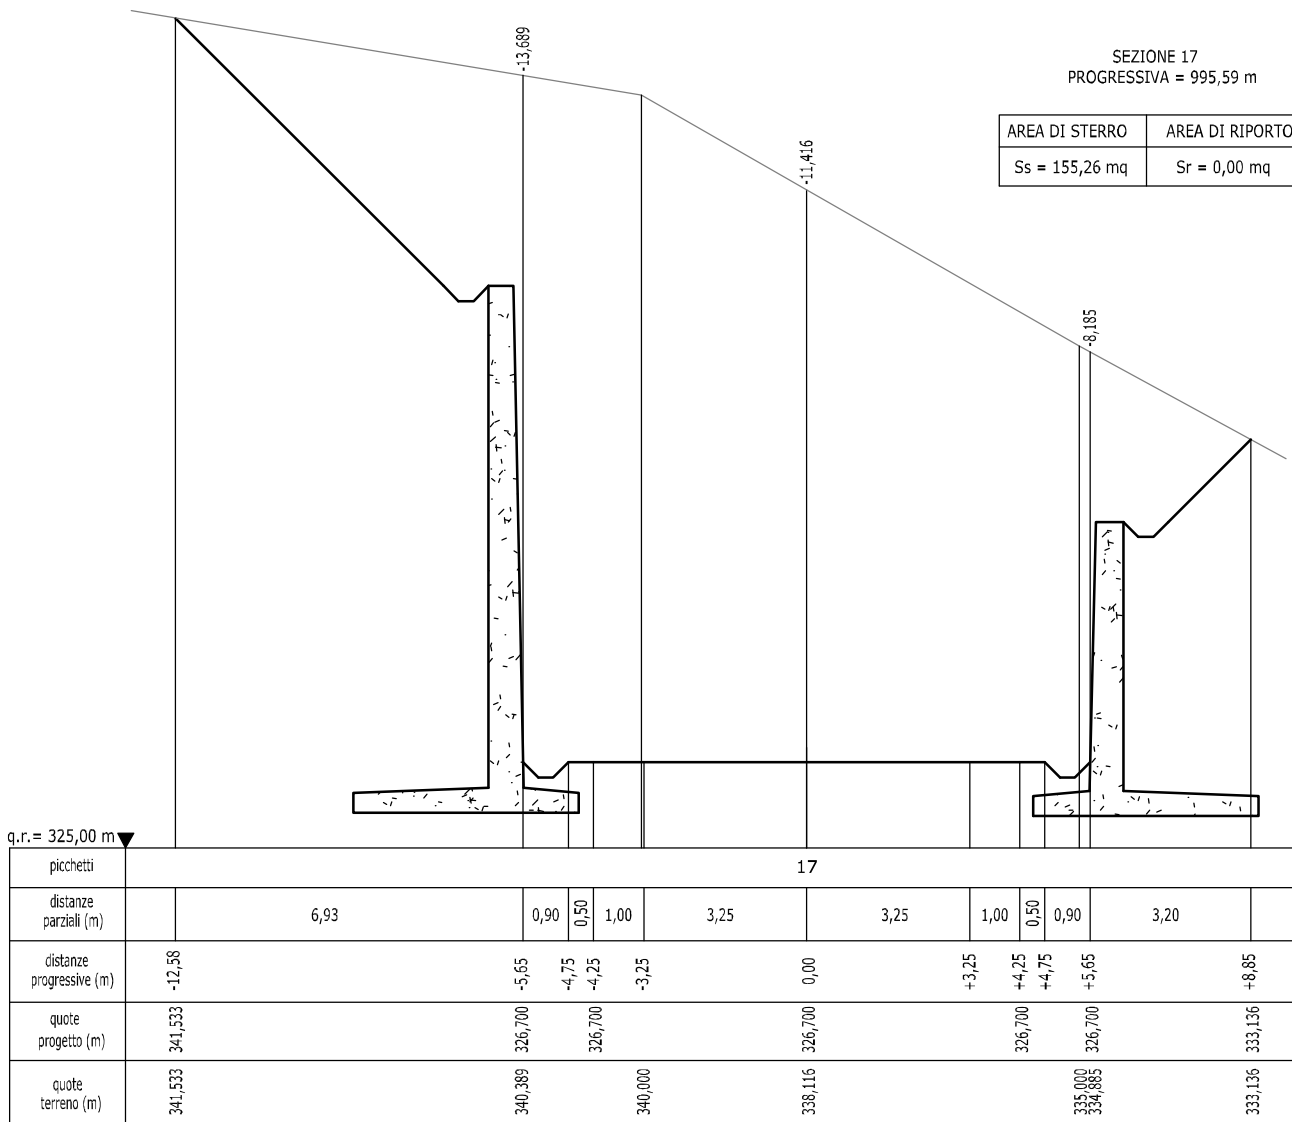 -13,689
-11,416
-8,185
SEZIONE 17
PROGRESSIVA = 995,59 m
AREA DI STERRO AREA DI RIPORTO
Ss = 155,26 mq Sr = 0,00 mq
q.r.= 325,00 m
picchetti 17
distanze
parziali (m) 6,93 0,90 0,50 1,00 3,25 3,25 1,00 0,50 0,90 3,20
distanze
progressive (m) -12,58 -5,65 -4,75 -4,25 -3,25 0,00 +3,25 +4,25 +4,75 +5,65 +8,85
quote
progetto (m) 341,533 326,700 326,700 326,700 326,700 326,700 333,136
quote
terreno (m) 341,533 340,389 340,000 338,116 335,000 334,885 333,136